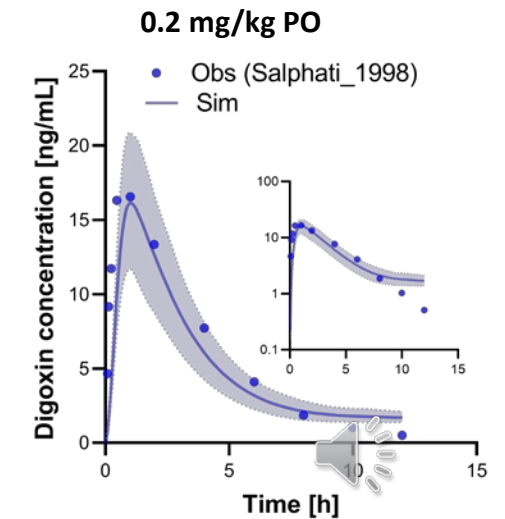 0.2 mg/kg PO
Obs (Salphati_1998)
Sim
Digoxin concentration [ng/mL]
25
20
15
10
5
0
0 5 10 15
Time [h]
100
10
1
0.1
0 5 10 15